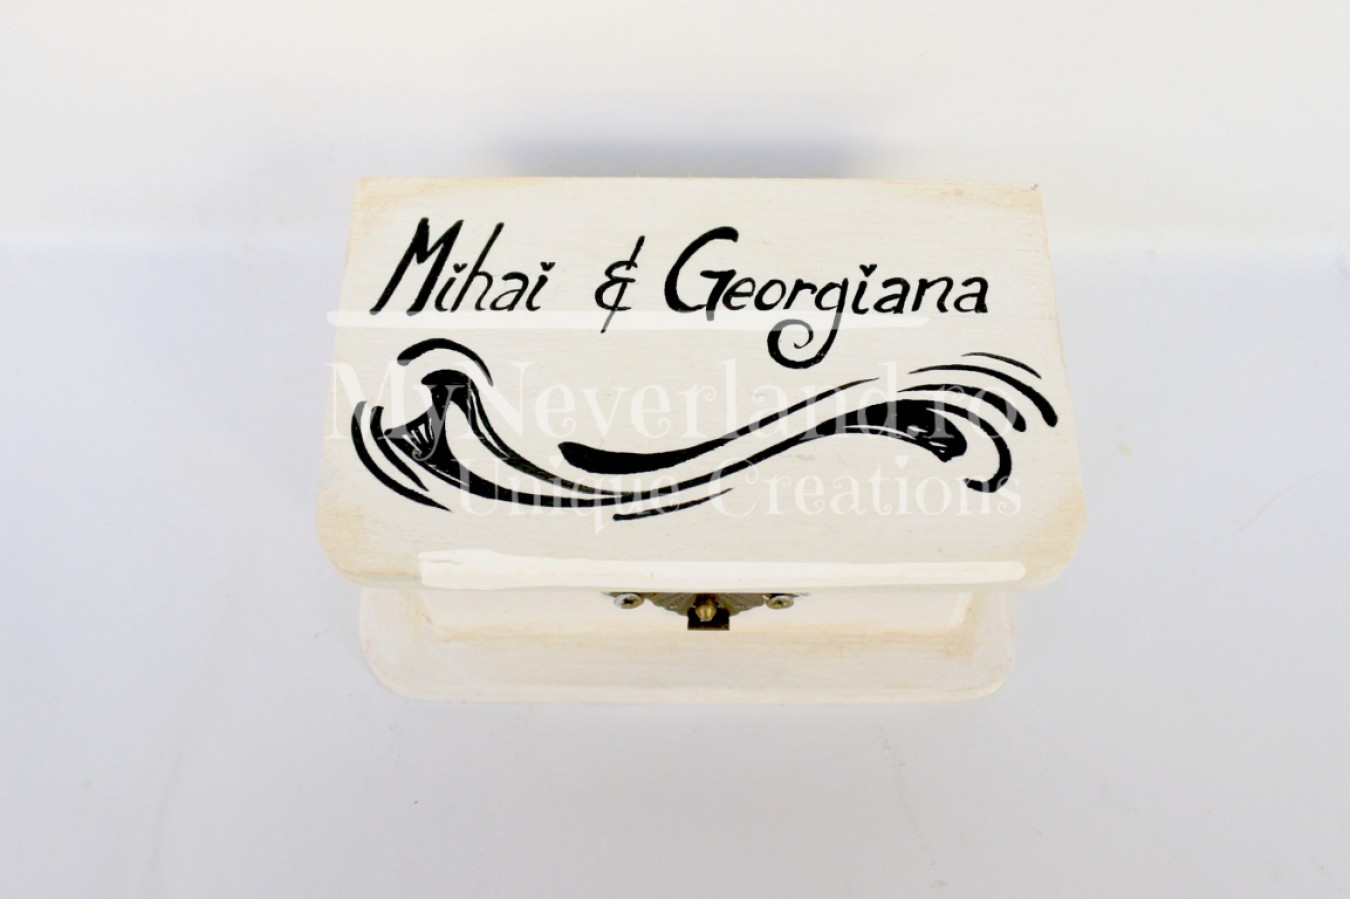 Mihai & Georgiana
MyNeverland.ro
Unique Creations